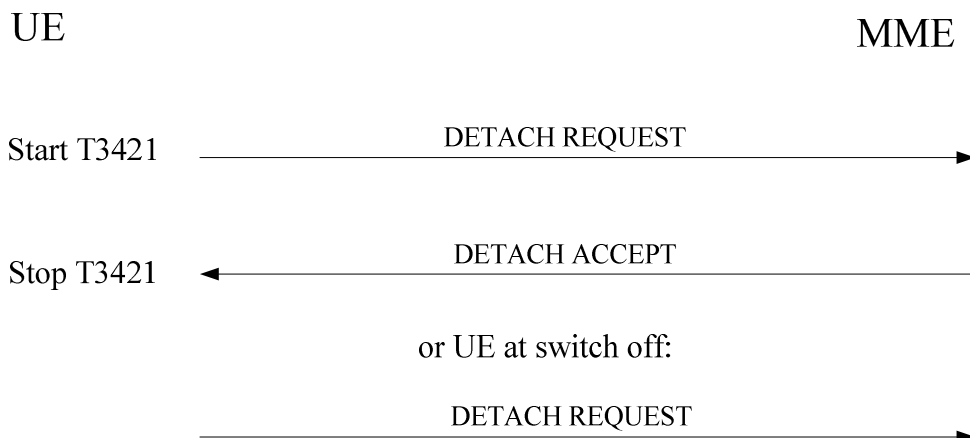 UE
MME
Start T3421
DETACH REQUEST
Stop T3421
DETACH ACCEPT
or UE at switch off:
DETACH REQUEST